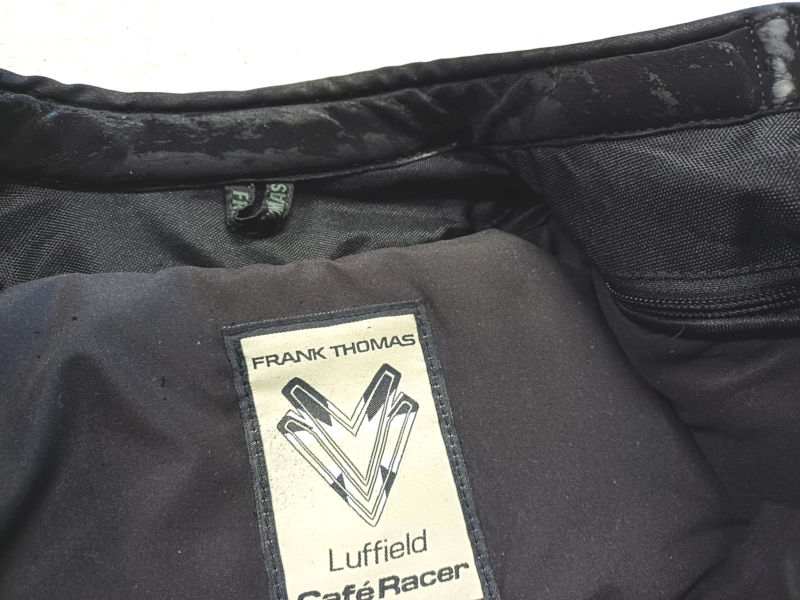 FRANK THOMAS
Luffield
Café Racer